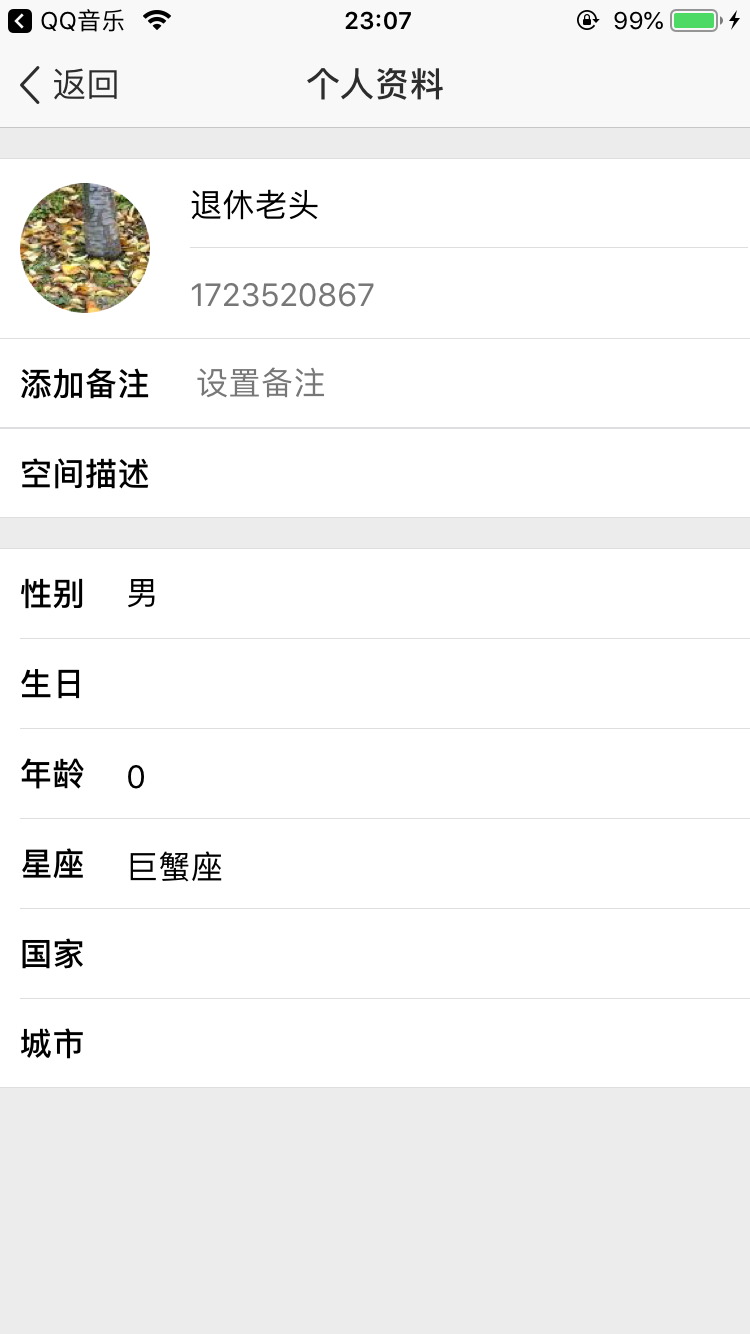 QQ音乐 23:07 99%
返回 个人资料
退休老头
1723520867
添加备注 设置备注
空间描述
性别 男
生日
年龄 0
星座 巨蟹座
国家
城市